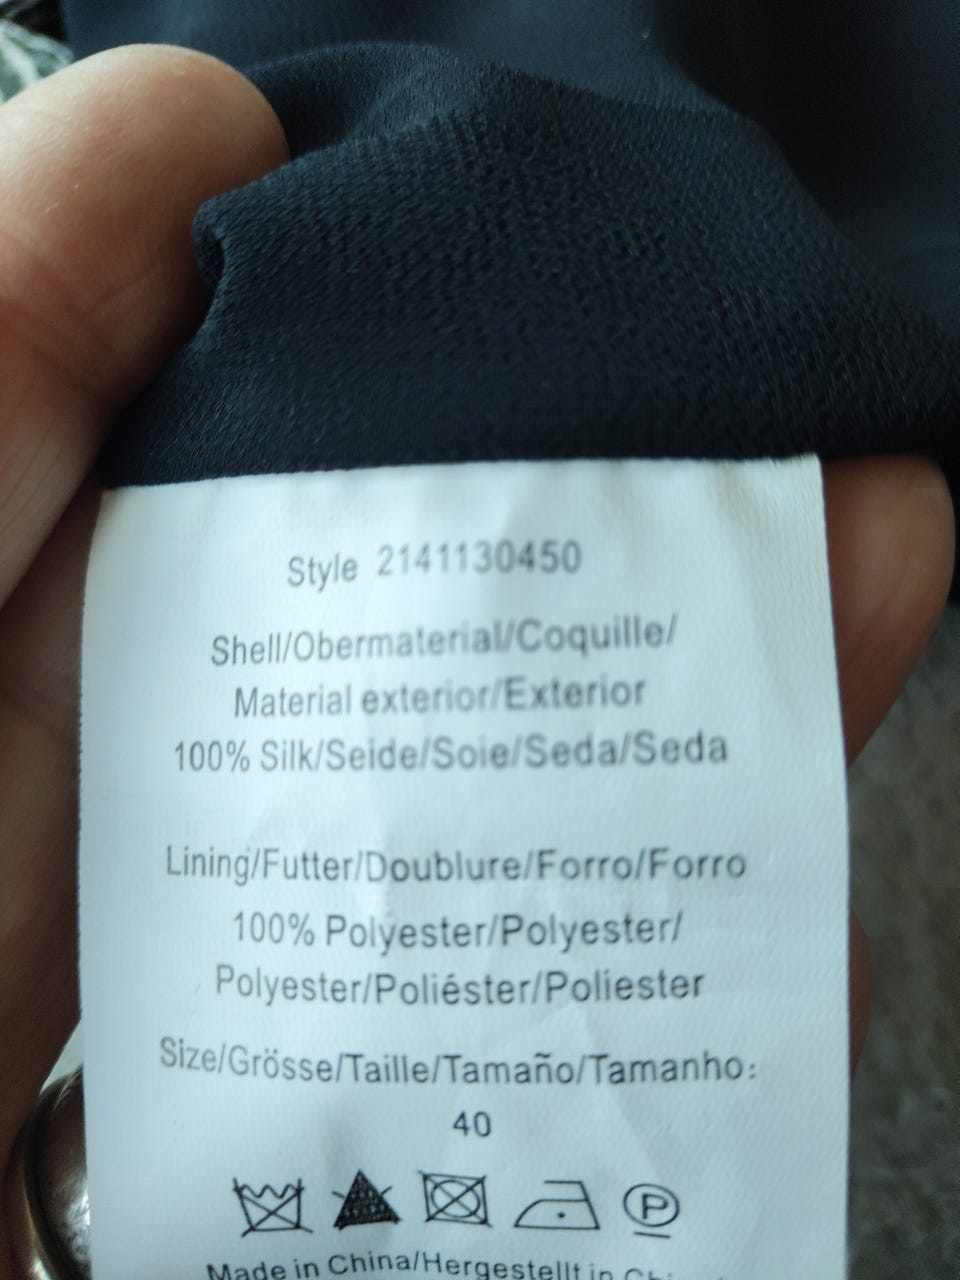 Style 2141130450
Shell/Obermaterial/Coquille/
Material exterior/Exterior
100% Silk/Seide/Soie/Seda/Seda
Lining/Futter/Doublure/Forro/Forro
100% Polyester/Polyester/
Polyester/Poliéster/Poliester
Size/Grösse/Taille/Tamaño/Tamanho:
40
P
Made in China/Hergestellt in